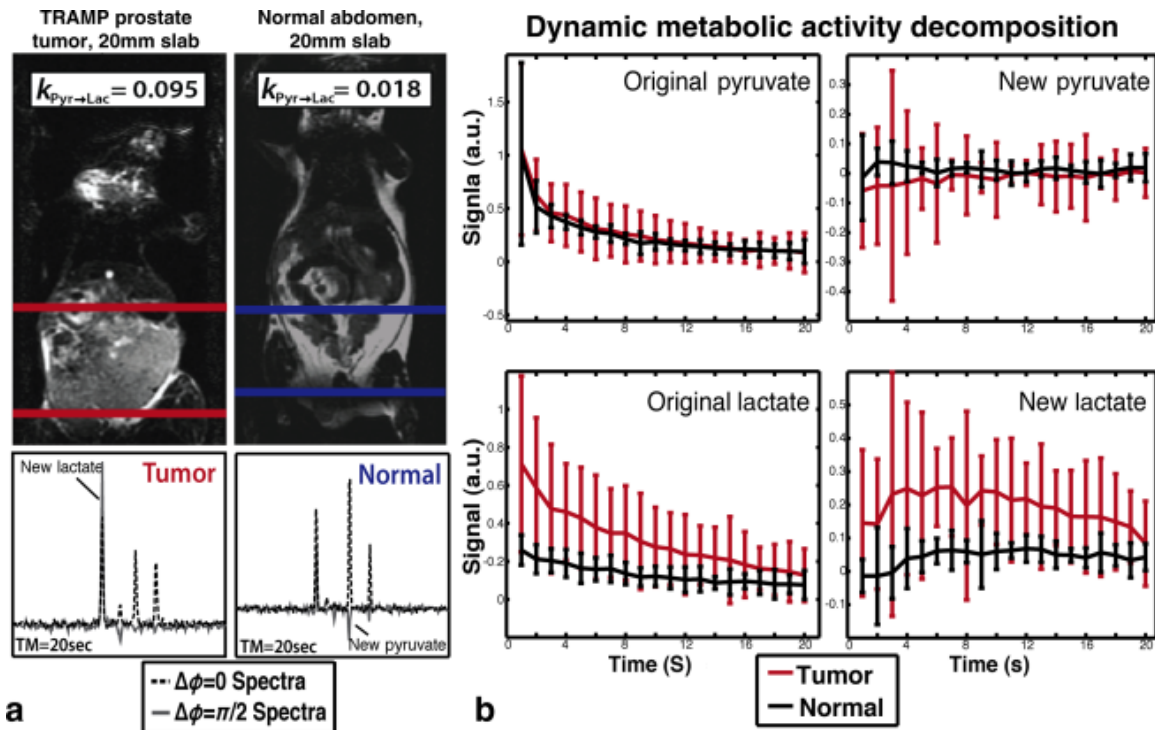 TRAMP prostate
tumor, 20mm slab
Normal abdomen,
20mm slab
kPyr→Lac= 0.095
kPyr→Lac= 0.018
New lactate
Tumor
TM=20sec
Normal
New pyruvate
TM=20sec
Δϕ=0 Spectra
Δϕ=π/2 Spectra
a
Dynamic metabolic activity decomposition
Original pyruvate
Signla (a.u.)
1.5
1
0.5
0
-0.5
0 4 8 12 16 20
New pyruvate
0.3
0.2
0.1
0
-0.1
0.2
0.3
-0.4
0 4 8 12 16 20
Original lactate
Signal (a.u.)
1
0.8
0.6
0.4
-0.2
0
0 4 8 12 16 20
Time (S)
New lactate
0.5
0.4
0.3
0.2
0.1
0
-0.1
0 4 8 12 16 20
Time (s)
Tumor
Normal
b